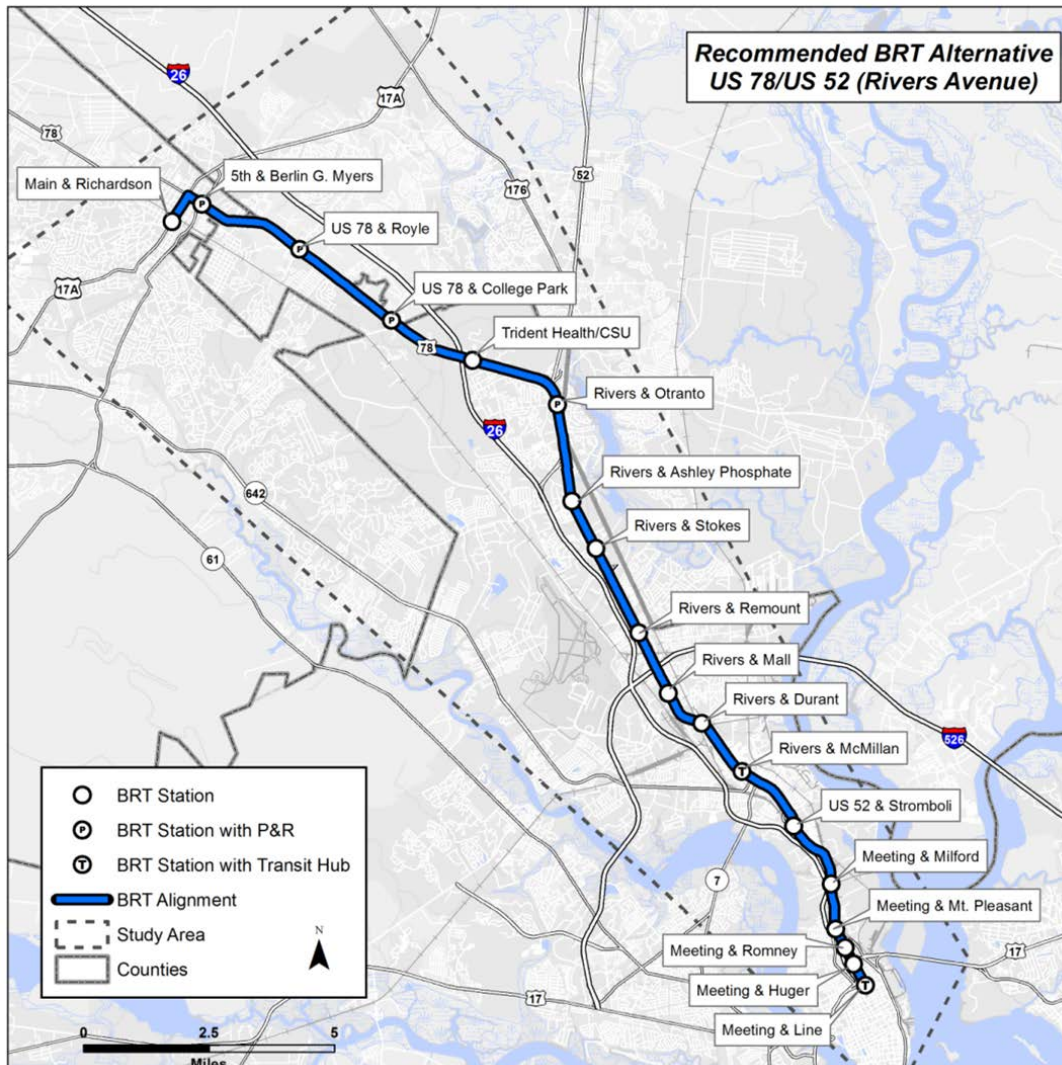 Recommended BRT Alternative
US 78/US 52 (Rivers Avenue)
26
17A
78
176
52
Main & Richardson
5th & Berlin G. Myers
US 78 & Royle
17A
US 78 & College Park
Trident Health/CSU
78
Rivers & Otranto
26
Rivers & Ashley Phosphate
642
Rivers & Stokes
61
Rivers & Remount
Rivers & Mall
Rivers & Durant
526
Rivers & McMillan
US 52 & Stromboli
7
Meeting & Milford
Meeting & Mt. Pleasant
Meeting & Romney
17
Meeting & Huger
17
Meeting & Line
P
P
P
P
T
T
BRT Station
P BRT Station with P&R
T BRT Station with Transit Hub
BRT Alignment
Study Area
Counties
N
0 2.5 5
Miles